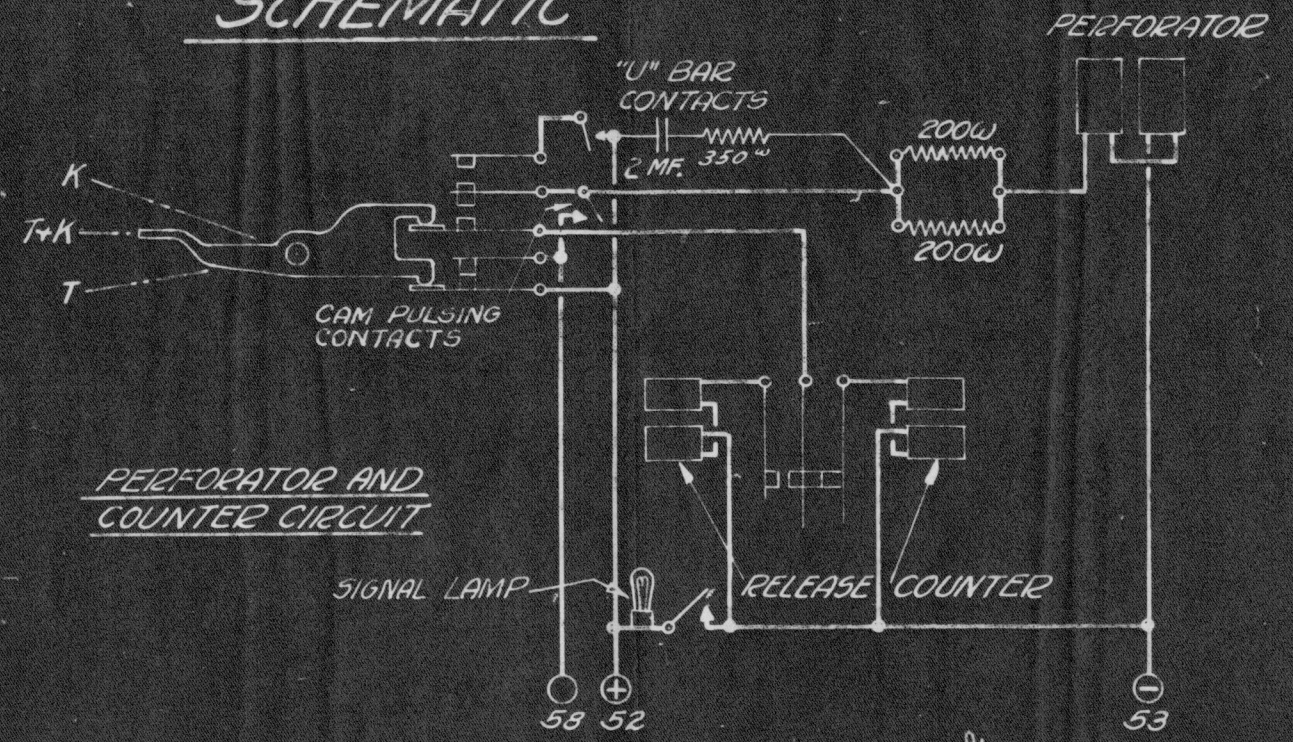 SCHEMATIC
PERFORATOR
"U" BAR
CONTACTS
2 MF.
350ω
200ω
200ω
K
T+K
T
CAM PULSING
CONTACTS
PERFORATOR AND
COUNTER CIRCUIT
SIGNAL LAMP
RELEASE
COUNTER
+
-
58
52
53